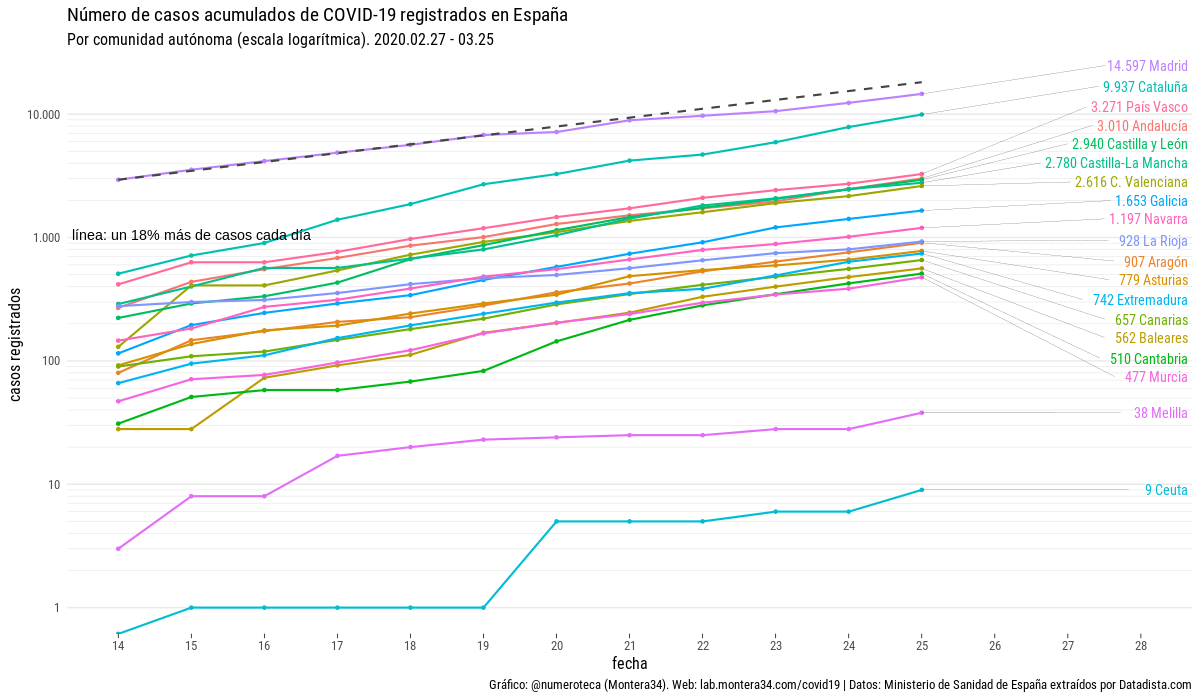 Número de casos acumulados de COVID-19 registrados en España
Por comunidad autónoma (escala logarítmica). 2020.02.27 - 03.25
14.597 Madrid
9.937 Cataluña
3.271 País Vasco
3.010 Andalucía
2.940 Castilla y León
2.780 Castilla-La Mancha
2.616 C. Valenciana
1.653 Galicia
1.197 Navarra
928 La Rioja
907 Aragón
779 Asturias
742 Extremadura
657 Canarias
562 Baleares
510 Cantabria
477 Murcia
38 Melilla
9 Ceuta
línea: un 18% más de casos cada día
casos registrados
10.000
1.000
100
10
1
14 15 16 17 18 19 20 21 22 23 24 25 26 27 28
fecha
Gráfico: @numeroteca (Montera34). Web: lab.montera34.com/covid19 | Datos: Ministerio de Sanidad de España extraídos por Datadista.com